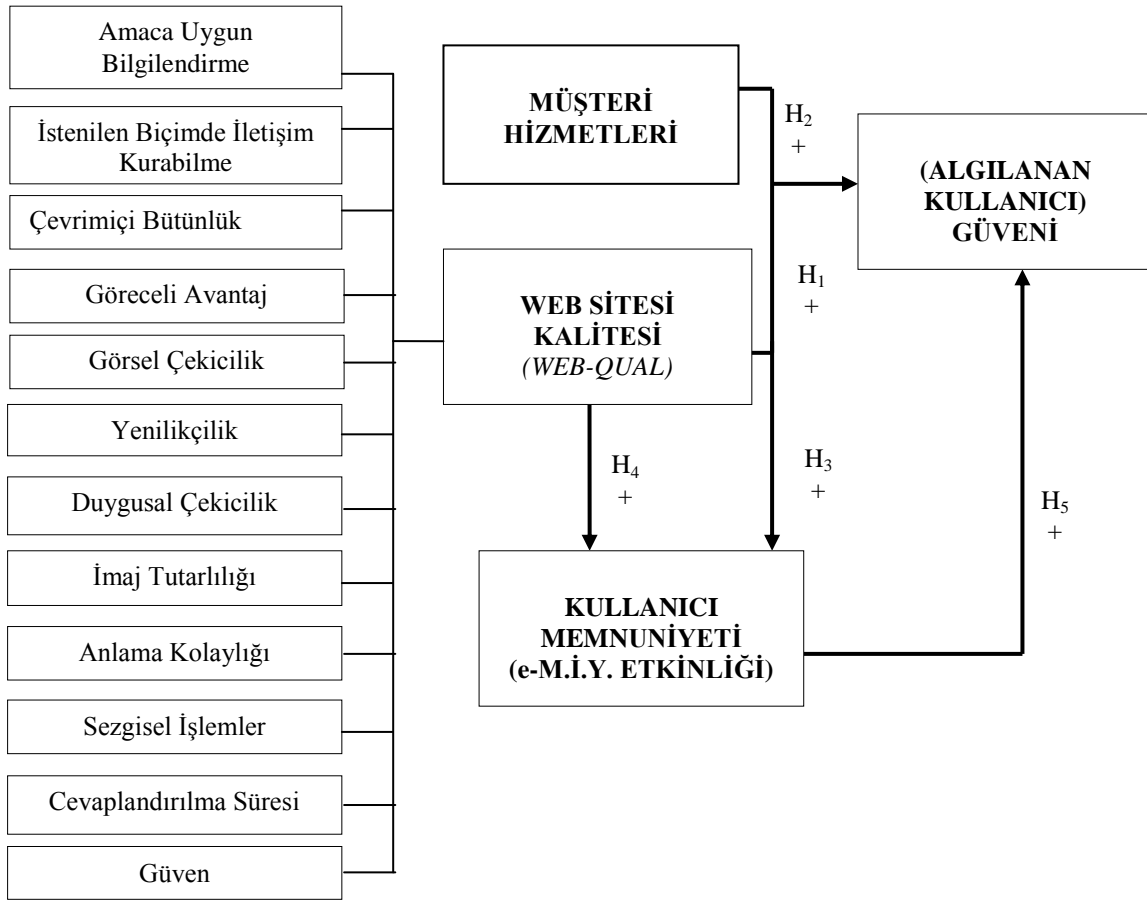 Amaca Uygun
Bilgilendirme
İstenilen Biçimde İletişim
Kurabilme
Çevrimiçi Bütünlük
Göreceli Avantaj
Görsel Çekicilik
Yenilikçilik
Duygusal Çekicilik
İmaj Tutarlılığı
Anlama Kolaylığı
Sezgisel İşlemler
Cevaplandırılma Süresi
Güven
MÜŞTERİ
HİZMETLERİ
WEB SİTESİ
KALİTESİ
(WEB-QUAL)
H₄
+
KULLANICI
MEMNUNİYETİ
(e-M.İ.Y. ETKİNLİĞİ)
H₂
+
H₁
+
H₃
+
(ALGILANAN
KULLANICI)
GÜVENİ
H₅
+